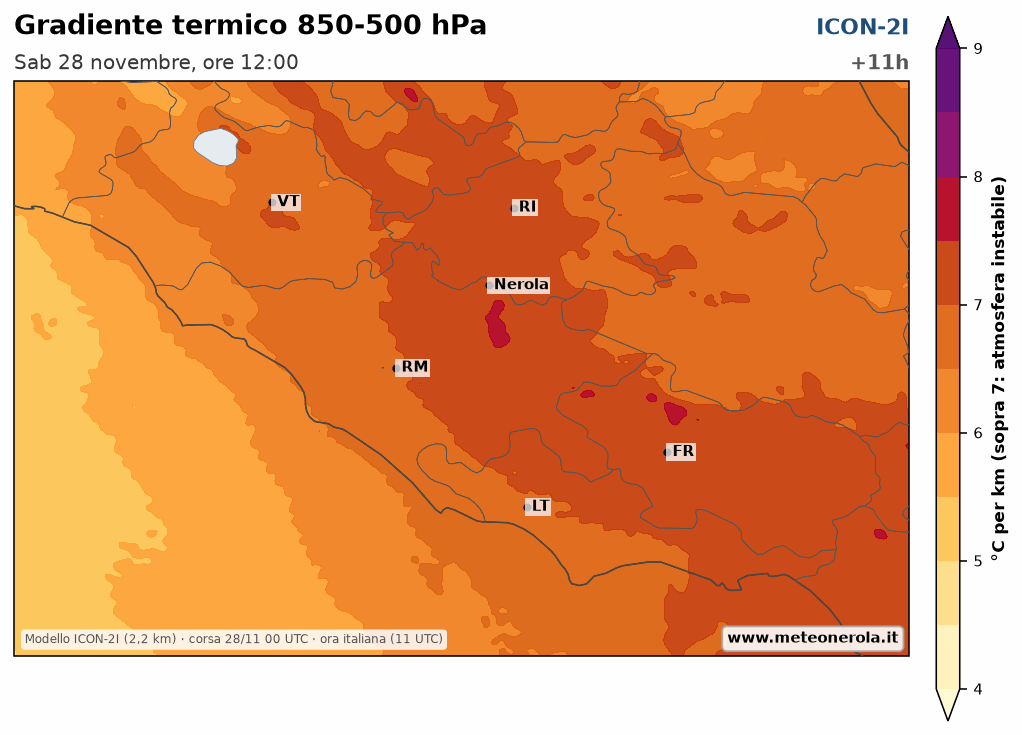 Gradiente termico 850-500 hPa
ICON-2I
Sab 28 novembre, ore 12:00
+11h
VT
RI
Nerola
RM
FR
LT
Modello ICON-2I (2,2 km) · corsa 28/11 00 UTC · ora italiana (11 UTC)
www.meteonerola.it
9
8
7
6
5
4
°C per km (sopra 7: atmosfera instabile)